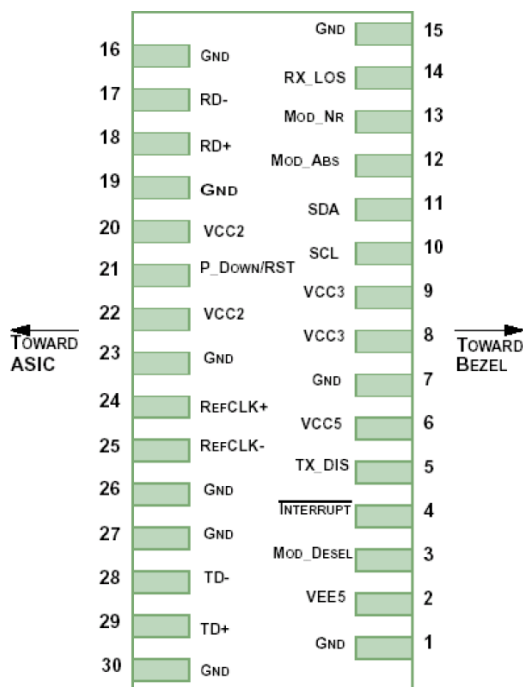 GND 15
16 GND
RX_LOS 14
17 RD-
MOD_NR 13
18 RD+
MOD_ABS 12
19 GND
SDA 11
20 VCC2
SCL 10
21 P_DOWN/RST
VCC3 9
22 VCC2
VCC3 8
TOWARD
ASIC
TOWARD
BEZEL
23 GND
GND 7
24 REFCLK+
VCC5 6
25 REFCLK-
TX_DIS 5
26 GND
INTERRUPT 4
27 GND
MOD_DESEL 3
28 TD-
VEE5 2
29 TD+
GND 1
30 GND